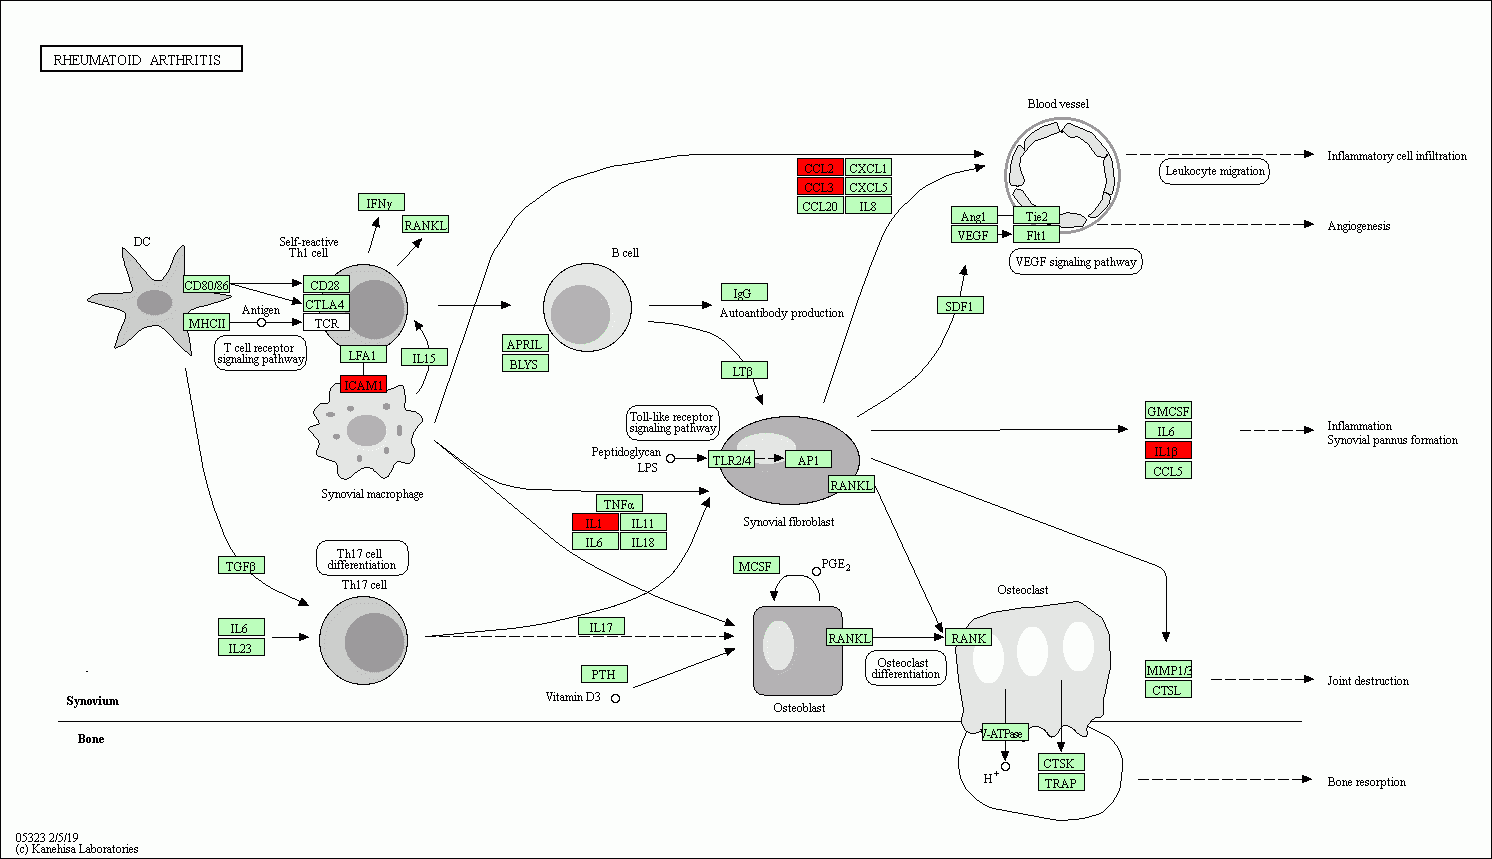 RHEUMATOID ARTHRITIS
Blood vessel
Inflammatory cell infiltration
Leukocyte migration
CCL2
CXCL1
CCL3
CXCL5
CCL20
IL8
IFNγ
RANKL
Ang1
Tie2
VEGF
Flt1
Angiogenesis
VEGF signaling pathway
DC
Self-reactive
Th1 cell
B cell
CD80/86
CD28
CTLA4
Antigen
MHCII
TCR
T cell receptor
signaling pathway
LFA1
IL15
ICAM1
IgG
Autoantibody production
SDF1
APRIL
BLYS
LTβ
Toll-like receptor
signaling pathway
Peptidoglycan
LPS
TLR2/4
AP1
RANKL
GMCSF
IL6
IL1β
CCL5
Inflammation
Synovial pannus formation
Synovial macrophage
Synovial fibroblast
TNFα
IL1
IL11
IL6
IL18
TGFβ
Th17 cell
differentiation
Th17 cell
MCSF
PGE2
Osteoclast
IL6
IL23
IL17
RANKL
RANK
Osteoclast
differentiation
PTH
Vitamin D3
Osteoblast
MMP1/3
CTSL
Joint destruction
Synovium
Bone
V-ATPase
H+
CTSK
TRAP
Bone resorption
05323 2/5/19
(c) Kanehisa Laboratories